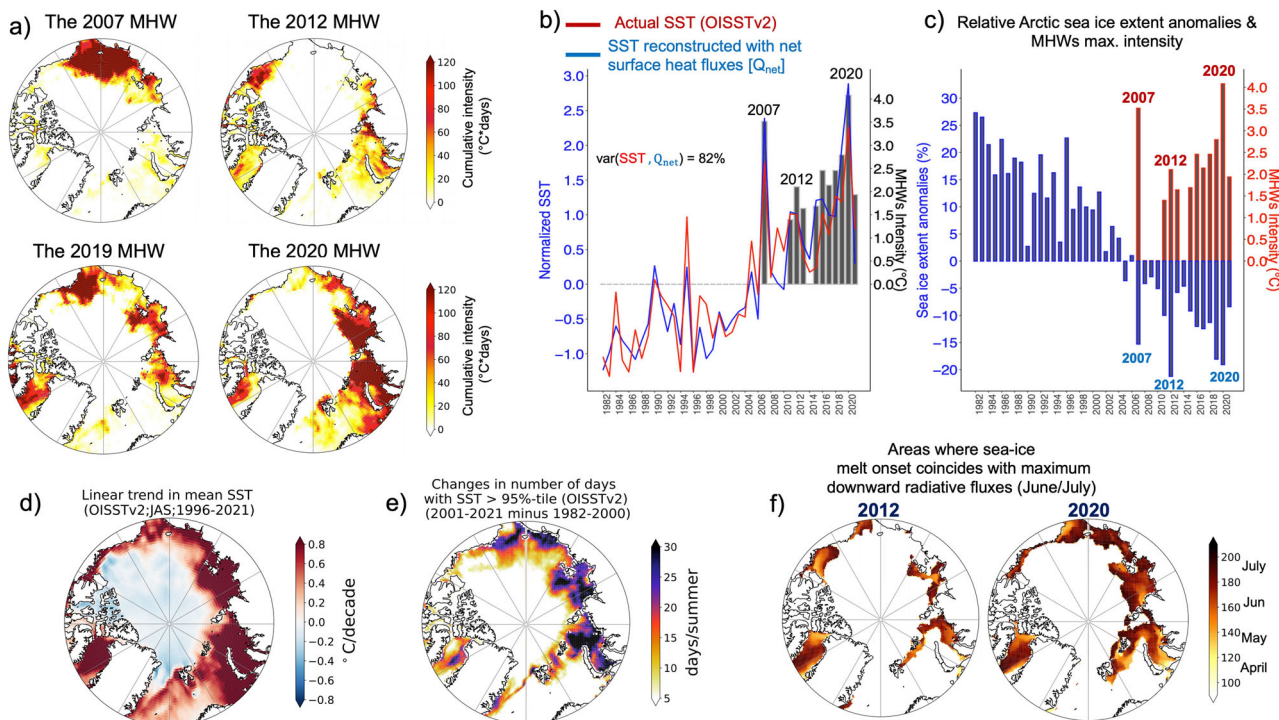 a)
The 2007 MHW
The 2012 MHW
120
100
80
60
40
20
0
Cumulative intensity
(°C*days)
The 2019 MHW
The 2020 MHW
120
100
80
60
40
20
0
Cumulative intensity
(°C*days)
b)
Actual SST (OISSTv2)
SST reconstructed with net
surface heat fluxes [Qnet]
3.0
2.5
2.0
1.5
1.0
0.5
0.0
−0.5
−1.0
Normalized SST
2020
2007
2012
var(SST, Qnet) = 82%
4.0
3.5
3.0
2.5
2.0
1.5
1.0
0.5
0.0
MHWs Intensity (°C)
1982 1984 1986 1988 1990 1992 1994 1996 1998 2000 2002 2004 2006 2008 2010 2012 2014 2016 2018 2020
c)
Relative Arctic sea ice extent anomalies &
MHWs max. intensity
30
25
20
15
10
5
0
−5
−10
−15
−20
Sea ice extent anomalies (%)
2020
2007
2012
4.0
3.5
3.0
2.5
2.0
1.5
1.0
0.5
0.0
MHWs Intensity (°C)
2007
2012
2020
1982 1984 1986 1988 1990 1992 1994 1996 1998 2000 2002 2004 2006 2008 2010 2012 2014 2016 2018 2020
d)
Linear trend in mean SST
(OISSTv2;JAS;1996-2021)
0.8
0.6
0.4
0.2
0.0
−0.2
−0.4
−0.6
−0.8
°C/decade
e)
Changes in number of days
with SST > 95%-tile (OISSTv2)
(2001-2021 minus 1982-2000)
30
25
20
15
10
5
days/summer
f)
Areas where sea-ice
melt onset coincides with maximum
downward radiative fluxes (June/July)
2012
2020
200
180
160
140
120
100
July
Jun
May
April